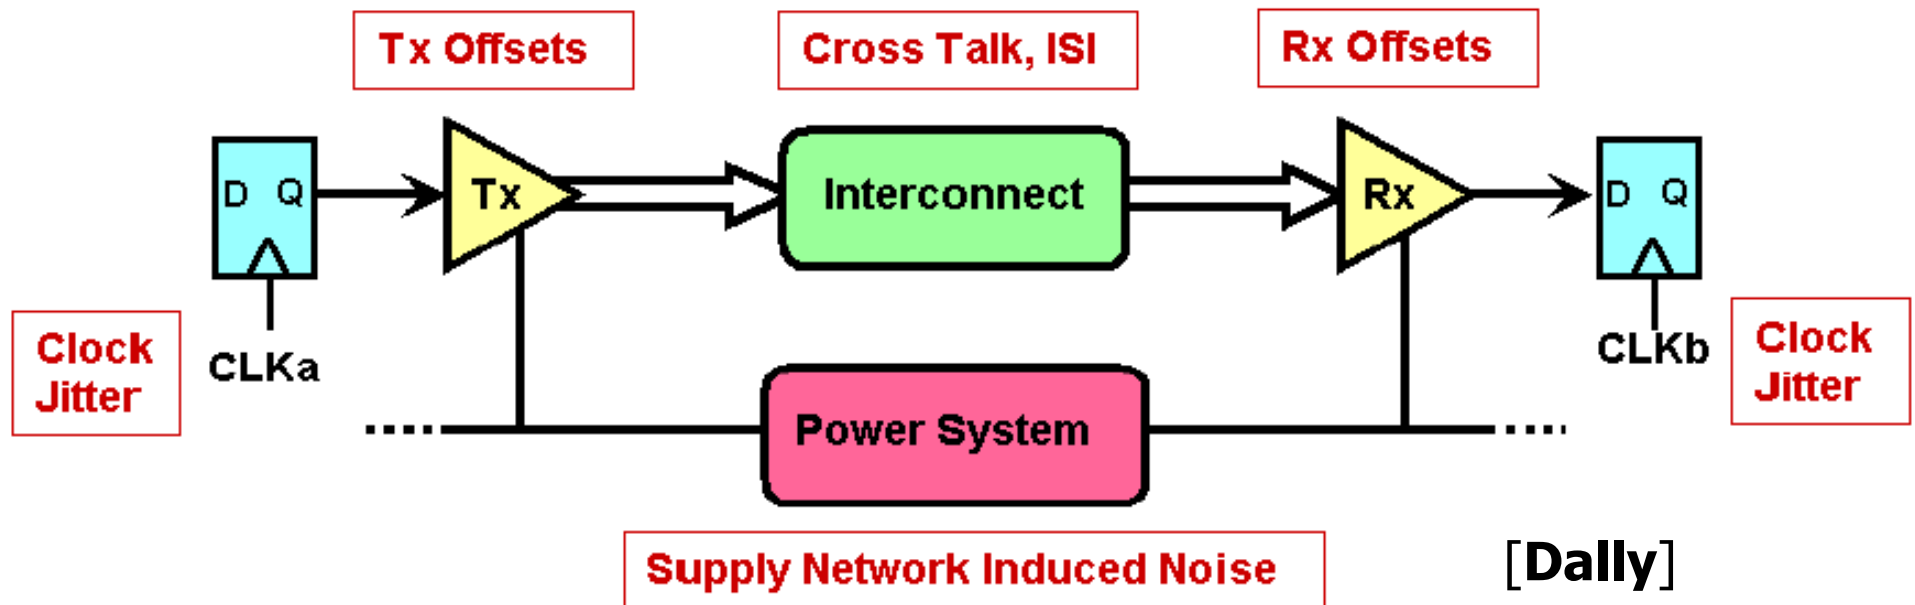 Tx Offsets
Cross Talk, ISI
Rx Offsets
D Q
Tx
Interconnect
Rx
D Q
Clock
Jitter
CLKa
CLKb
Clock
Jitter
Power System
Supply Network Induced Noise
[Dally]